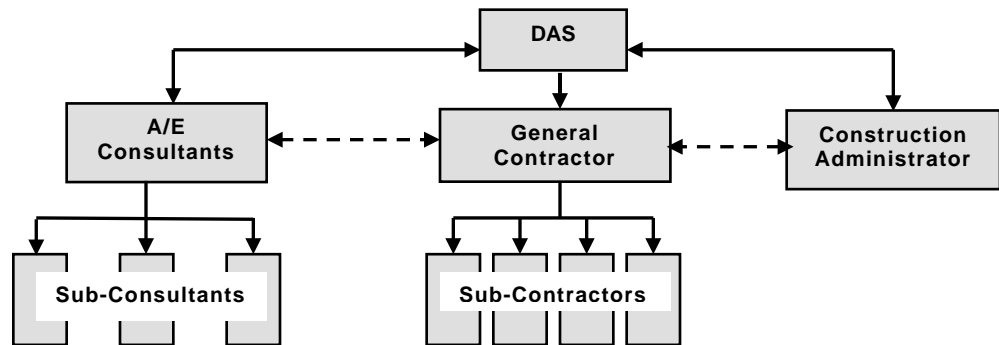 DAS
A/E
Consultants
General
Contractor
Construction
Administrator
Sub-Consultants
Sub-Contractors